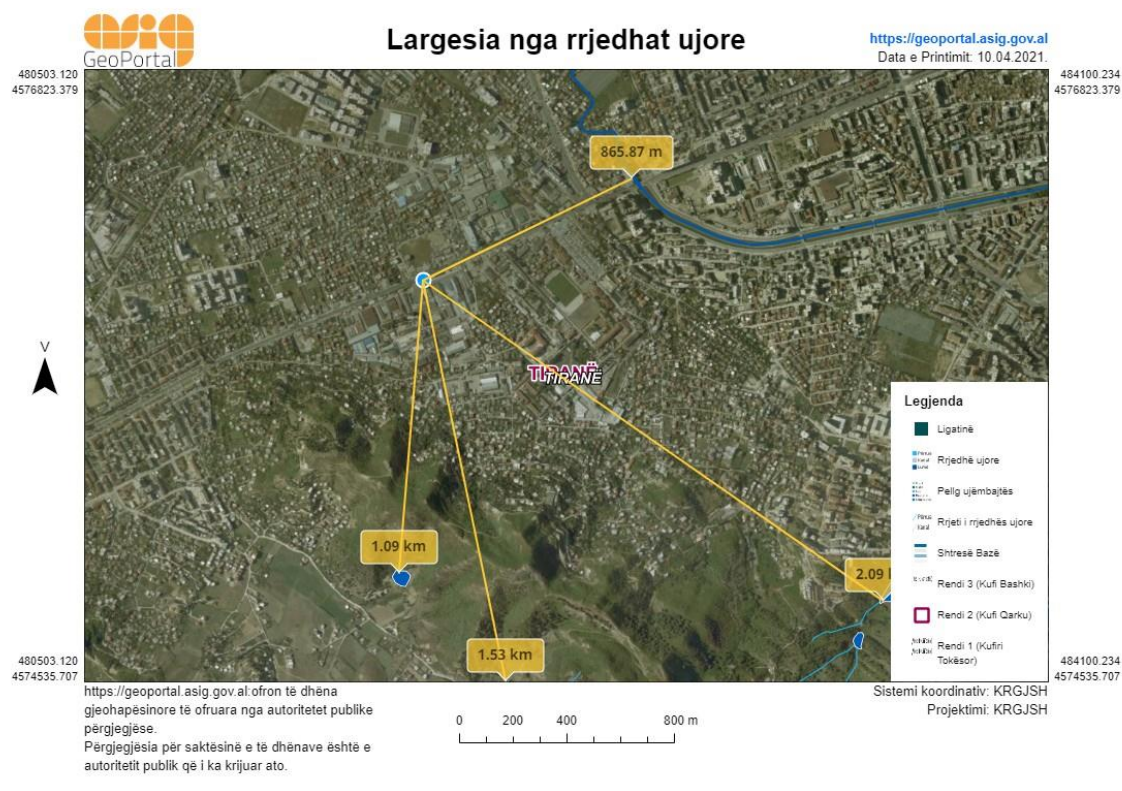 asig
GeoPortal
Largesia nga rrjedhat ujore
https://geoportal.asig.gov.al
Data e Printimit: 10.04.2021.
480503.120
4576823.379
484100.234
4576823.379
865.87 m
V
TIRANË
TIRANË
1.09 km
2.09
1.53 km
Legjenda
Ligatinë
Rrjedhë ujore
Pellg ujëmbajtës
Rrjeti i rrjedhës ujore
Shtresë Bazë
Rendi 3 (Kufi Bashki)
Rendi 2 (Kufi Qarku)
Rendi 1 (Kufiri
Tokësor)
480503.120
4574535.707
484100.234
4574535.707
https://geoportal.asig.gov.al:ofron të dhëna
gjeohapësinore të ofruara nga autoritetet publike
përgjegjëse.
Përgjegjësia për saktësinë e të dhënave është e
autoritetit publik që i ka krijuar ato.
0 200 400 800 m
Sistemi koordinativ: KRGJSH
Projektimi: KRGJSH